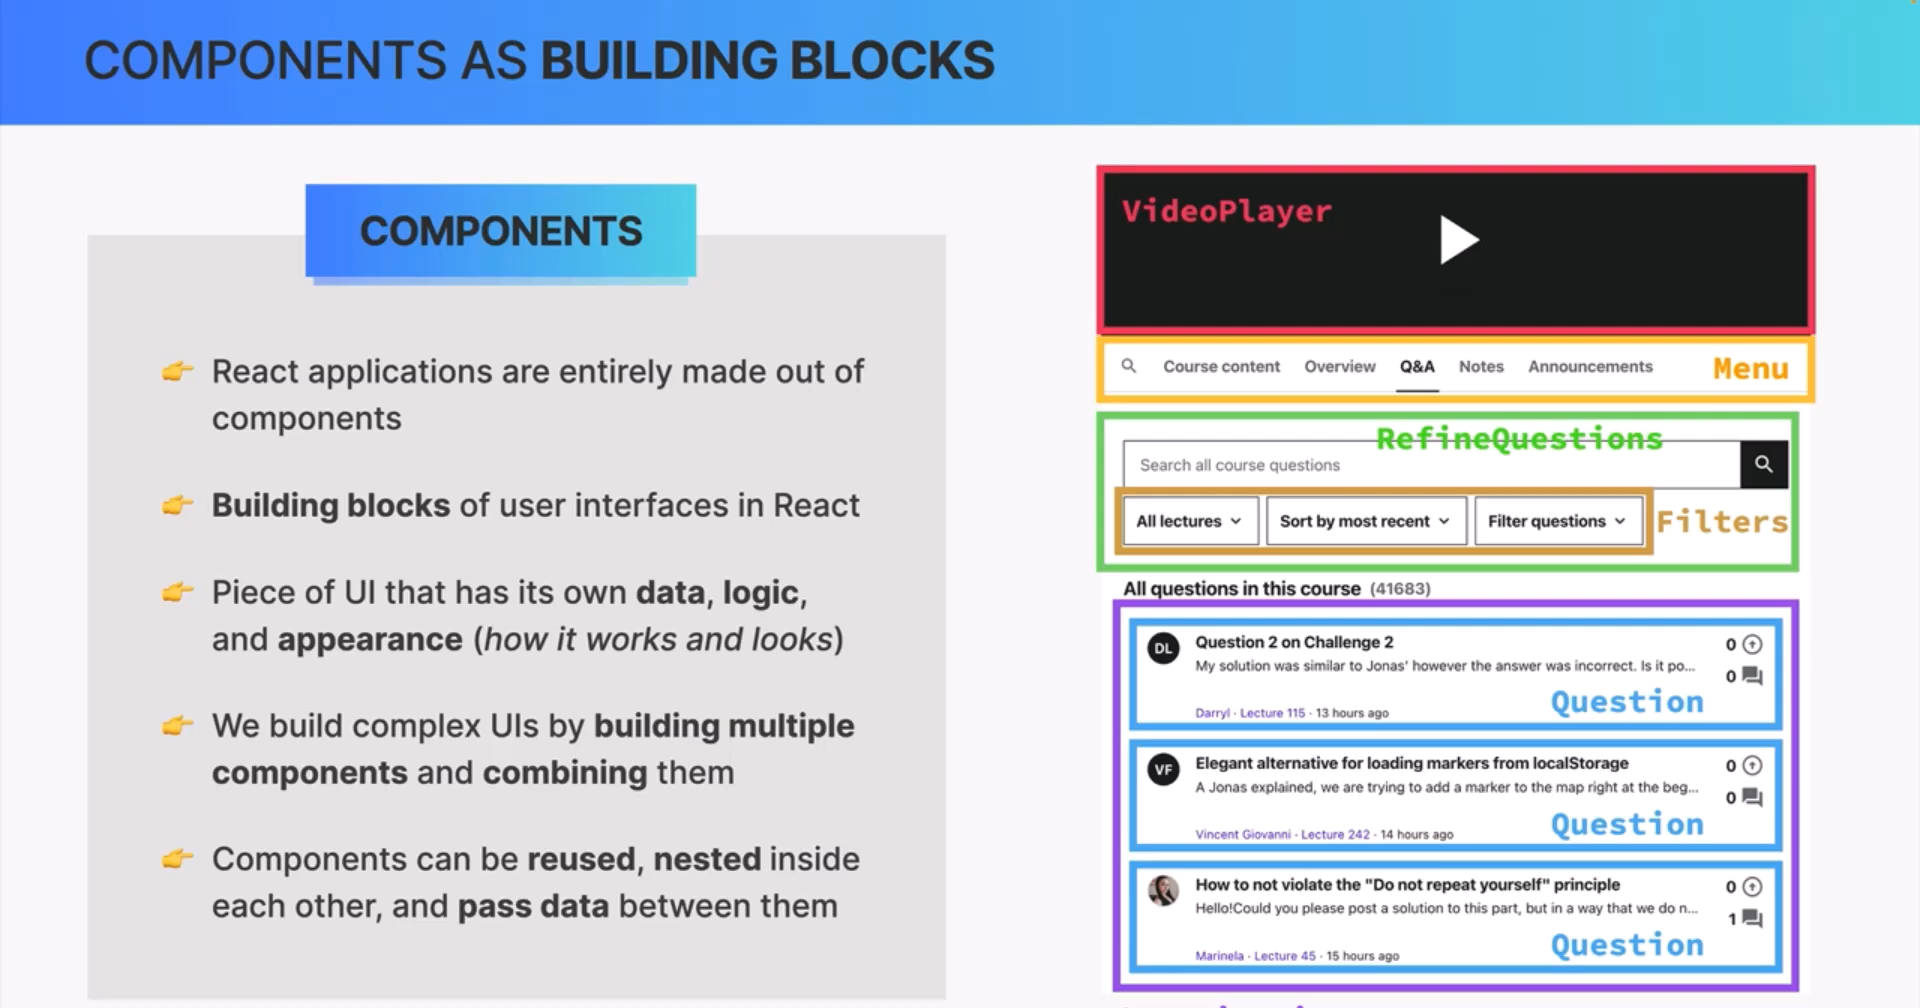 COMPONENTS AS BUILDING BLOCKS
COMPONENTS
👉 React applications are entirely made out of
components
👉 Building blocks of user interfaces in React
👉 Piece of UI that has its own data, logic,
and appearance (how it works and looks)
👉 We build complex UIs by building multiple
components and combining them
👉 Components can be reused, nested inside
each other, and pass data between them
VideoPlayer
Course content Overview Q&A Notes Announcements Menu
RefineQuestions
Search all course questions
All lectures Sort by most recent Filter questions Filters
All questions in this course (41683)
DL Question 2 on Challenge 2 0
My solution was similar to Jonas' however the answer was incorrect. Is it po...
0
Question
Darryl · Lecture 115 · 13 hours ago
VF Elegant alternative for loading markers from localStorage 0
A Jonas explained, we are trying to add a marker to the map right at the beg...
0
Question
Vincent Giovanni · Lecture 242 · 14 hours ago
How to not violate the "Do not repeat yourself" principle 0
Hello!Could you please post a solution to this part, but in a way that we do n...
1
Question
Marinela · Lecture 45 · 15 hours ago